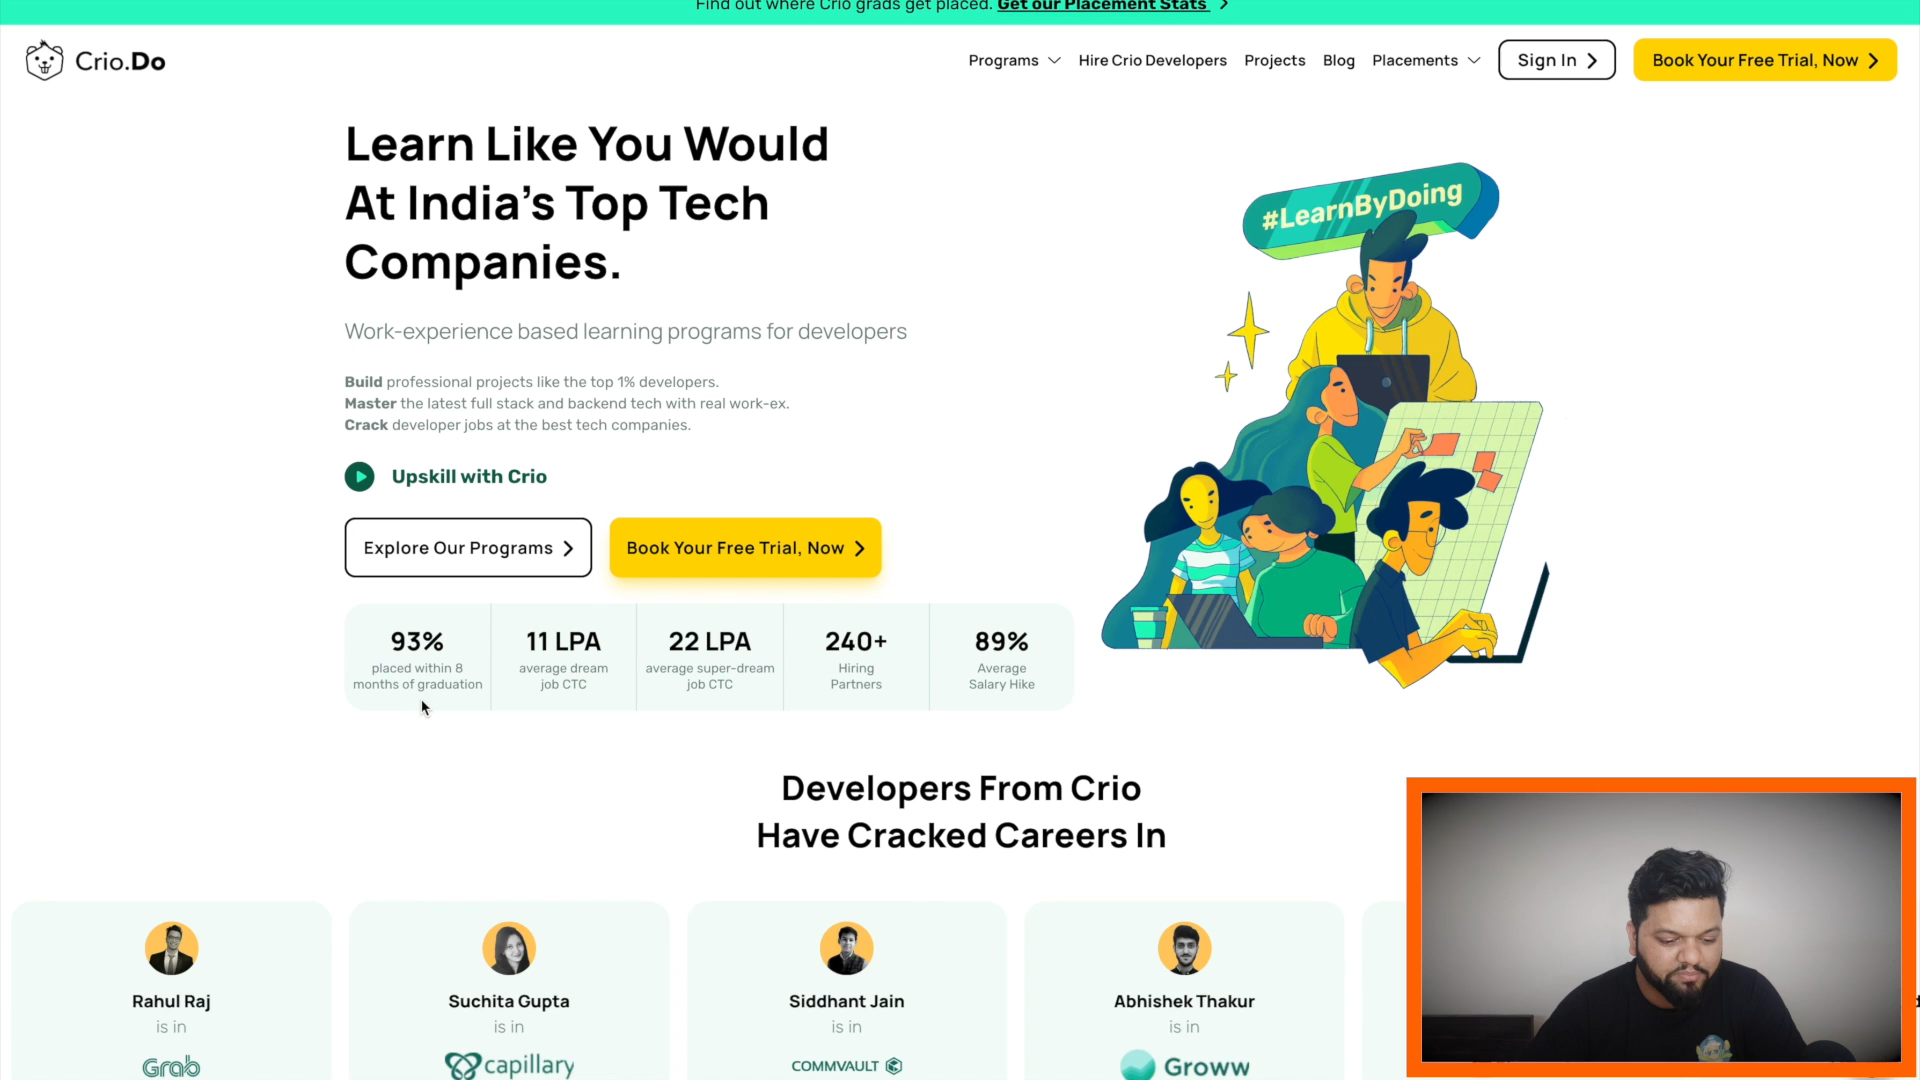 Find out where Crio grads get placed. Get our Placement Stats
Crio.Do
Programs
Hire Crio Developers
Projects
Blog
Placements
Sign In
Book Your Free Trial, Now
Learn Like You Would
At India's Top Tech
Companies.
Work-experience based learning programs for developers
Build professional projects like the top 1% developers.
Master the latest full stack and backend tech with real work-ex.
Crack developer jobs at the best tech companies.
Upskill with Crio
Explore Our Programs
Book Your Free Trial, Now
#LearnByDoing
93%
placed within 8
months of graduation
11 LPA
average dream
job CTC
22 LPA
average super-dream
job CTC
240+
Hiring
Partners
89%
Average
Salary Hike
Developers From Crio
Have Cracked Careers In
Rahul Raj
is in
Grab
Suchita Gupta
is in
capillary
Siddhant Jain
is in
COMMVAULT
Abhishek Thakur
is in
Groww